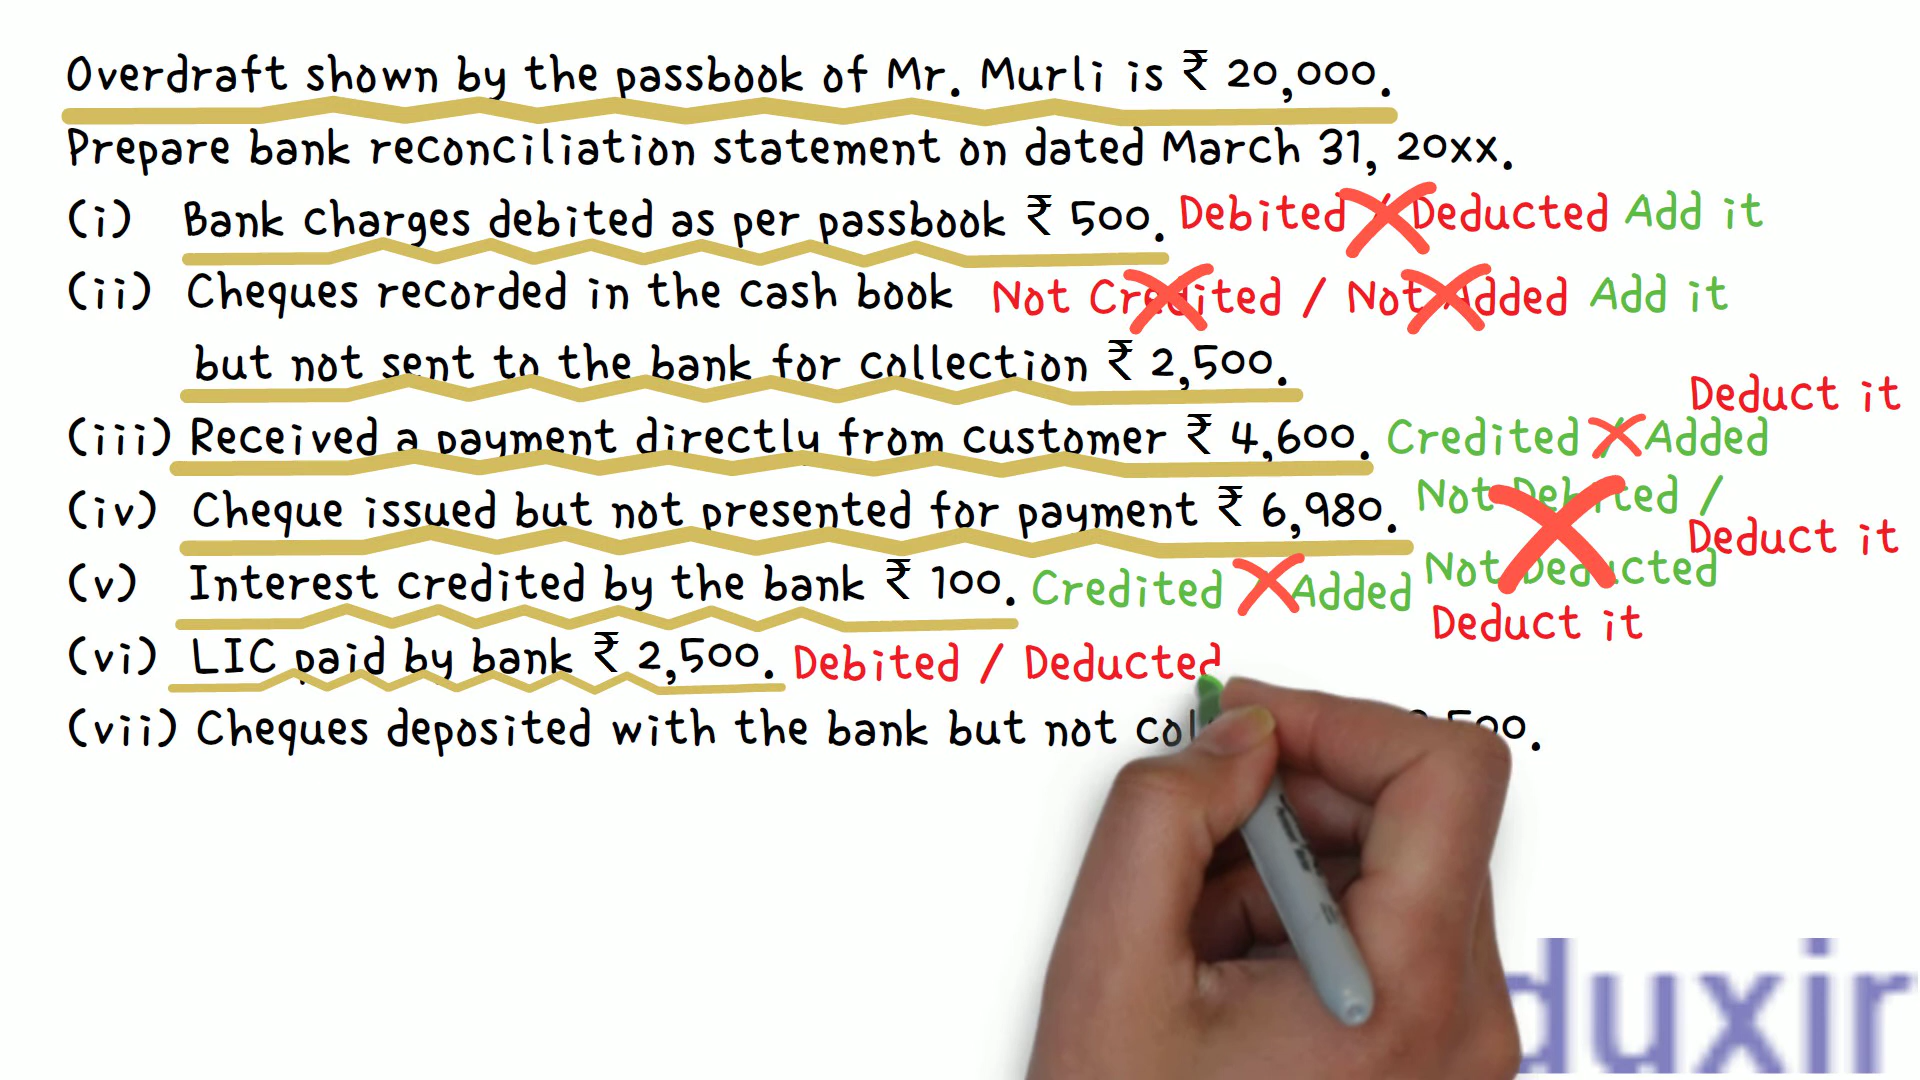 Overdraft shown by the passbook of Mr. Murli is ₹ 20,000.
Prepare bank reconciliation statement on dated March 31, 20xx.
(i) Bank charges debited as per passbook ₹ 500. Debited / Deducted Add it
(ii) Cheques recorded in the cash book Not Credited / Not Added Add it
but not sent to the bank for collection ₹ 2,500.
Deduct it
(iii) Received a payment directly from customer ₹ 4,600. Credited / Added
(iv) Cheque issued but not presented for payment ₹ 6,980. Not Debited /
Not Deducted Deduct it
(v) Interest credited by the bank ₹ 100. Credited Added
Deduct it
(vi) LIC paid by bank ₹ 2,500. Debited / Deducted
(vii) Cheques deposited with the bank but not
duxir